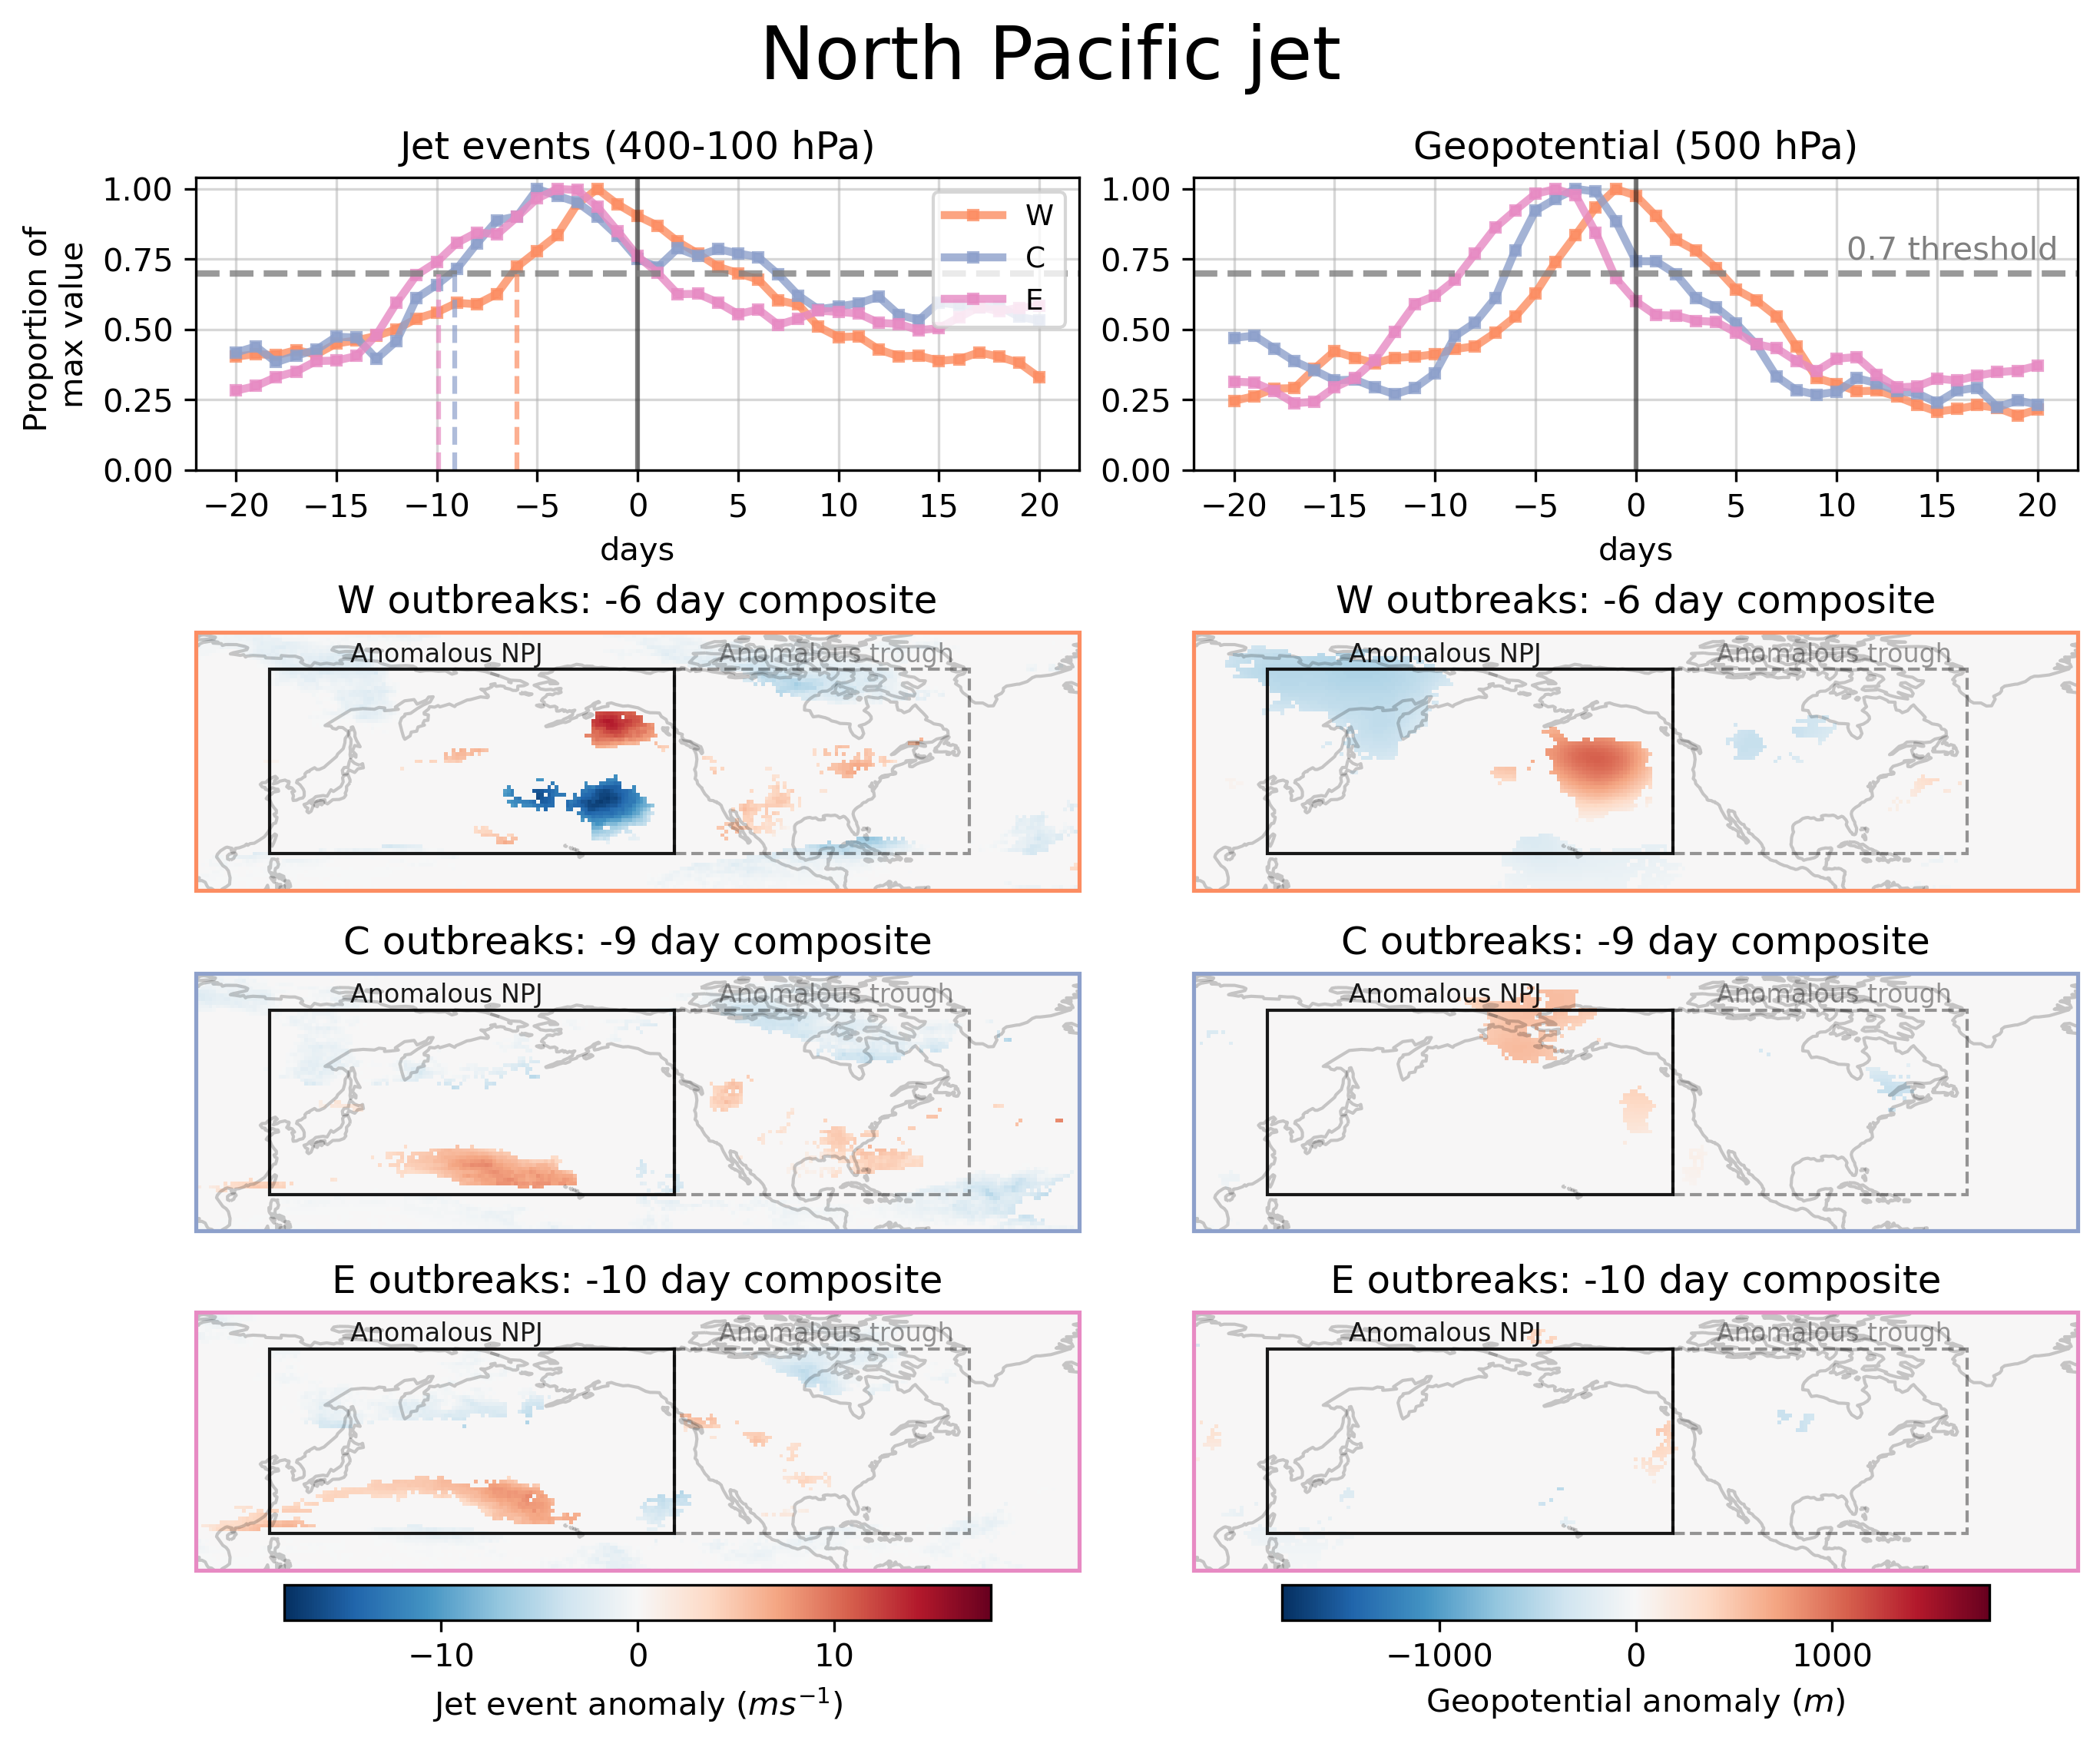 North Pacific jet
Jet events (400-100 hPa)
Proportion of
max value
1.00
0.75
0.50
0.25
0.00
W
C
E
−20 −15 −10 −5 0 5 10 15 20
days
Geopotential (500 hPa)
1.00
0.75
0.50
0.25
0.00
0.7 threshold
−20 −15 −10 −5 0 5 10 15 20
days
W outbreaks: -6 day composite
Anomalous NPJ Anomalous trough
W outbreaks: -6 day composite
Anomalous NPJ Anomalous trough
C outbreaks: -9 day composite
Anomalous NPJ Anomalous trough
C outbreaks: -9 day composite
Anomalous NPJ Anomalous trough
E outbreaks: -10 day composite
Anomalous NPJ Anomalous trough
E outbreaks: -10 day composite
Anomalous NPJ Anomalous trough
−10 0 10
Jet event anomaly (ms⁻¹)
−1000 0 1000
Geopotential anomaly (m)